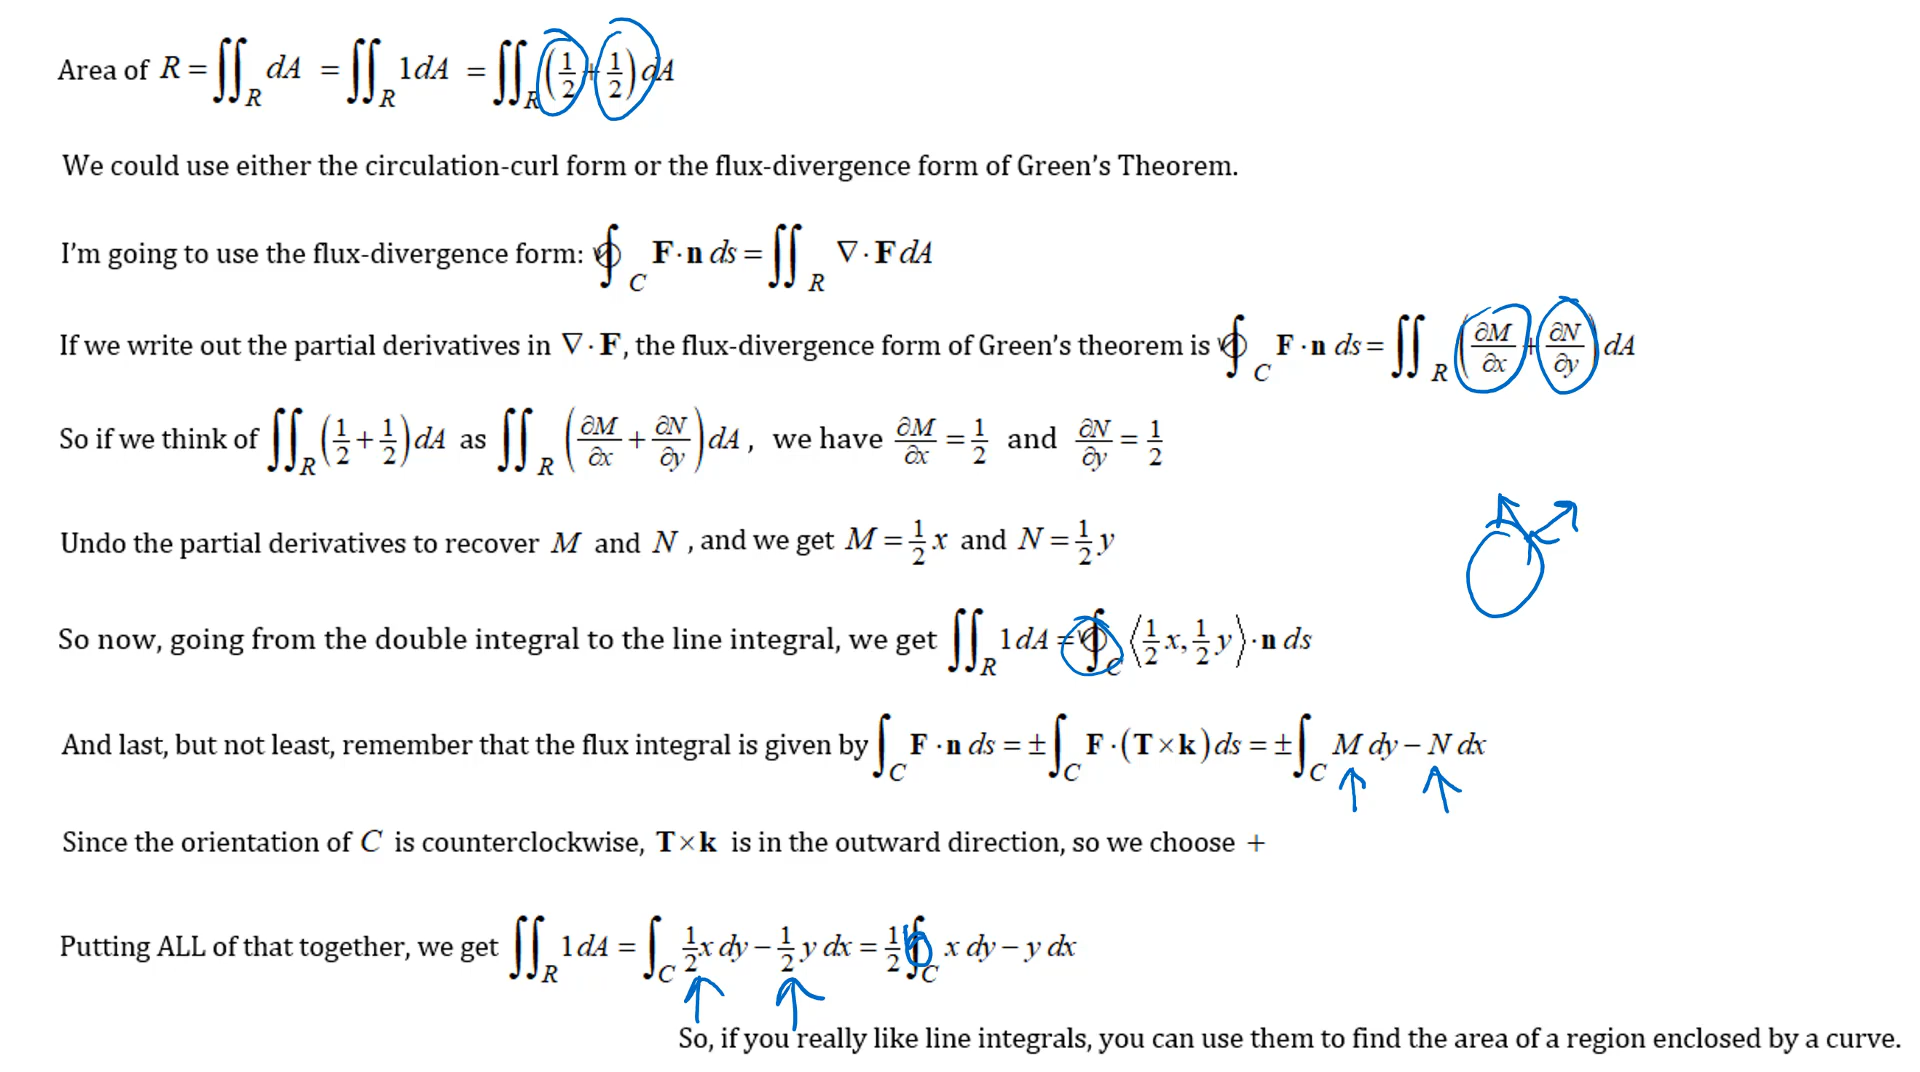 Area of R = ∬_R dA = ∬_R 1 dA = ∬_R (1/2 + 1/2) dA
We could use either the circulation-curl form or the flux-divergence form of Green's Theorem.
I'm going to use the flux-divergence form: ∮_C F · n ds = ∬_R ∇ · F dA
If we write out the partial derivatives in ∇ · F, the flux-divergence form of Green's theorem is ∮_C F · n ds = ∬_R (∂M/∂x + ∂N/∂y) dA
So if we think of ∬_R (1/2 + 1/2) dA as ∬_R (∂M/∂x + ∂N/∂y) dA, we have ∂M/∂x = 1/2 and ∂N/∂y = 1/2
Undo the partial derivatives to recover M and N, and we get M = 1/2 x and N = 1/2 y
So now, going from the double integral to the line integral, we get ∬_R 1 dA = ∮_C ⟨1/2 x, 1/2 y⟩ · n ds
And last, but not least, remember that the flux integral is given by ∫_C F · n ds = ± ∫_C F · (T × k) ds = ± ∫_C M dy − N dx
Since the orientation of C is counterclockwise, T × k is in the outward direction, so we choose +
Putting ALL of that together, we get ∬_R 1 dA = ∫_C 1/2 x dy − 1/2 y dx = 1/2 ∮_C x dy − y dx
So, if you really like line integrals, you can use them to find the area of a region enclosed by a curve.